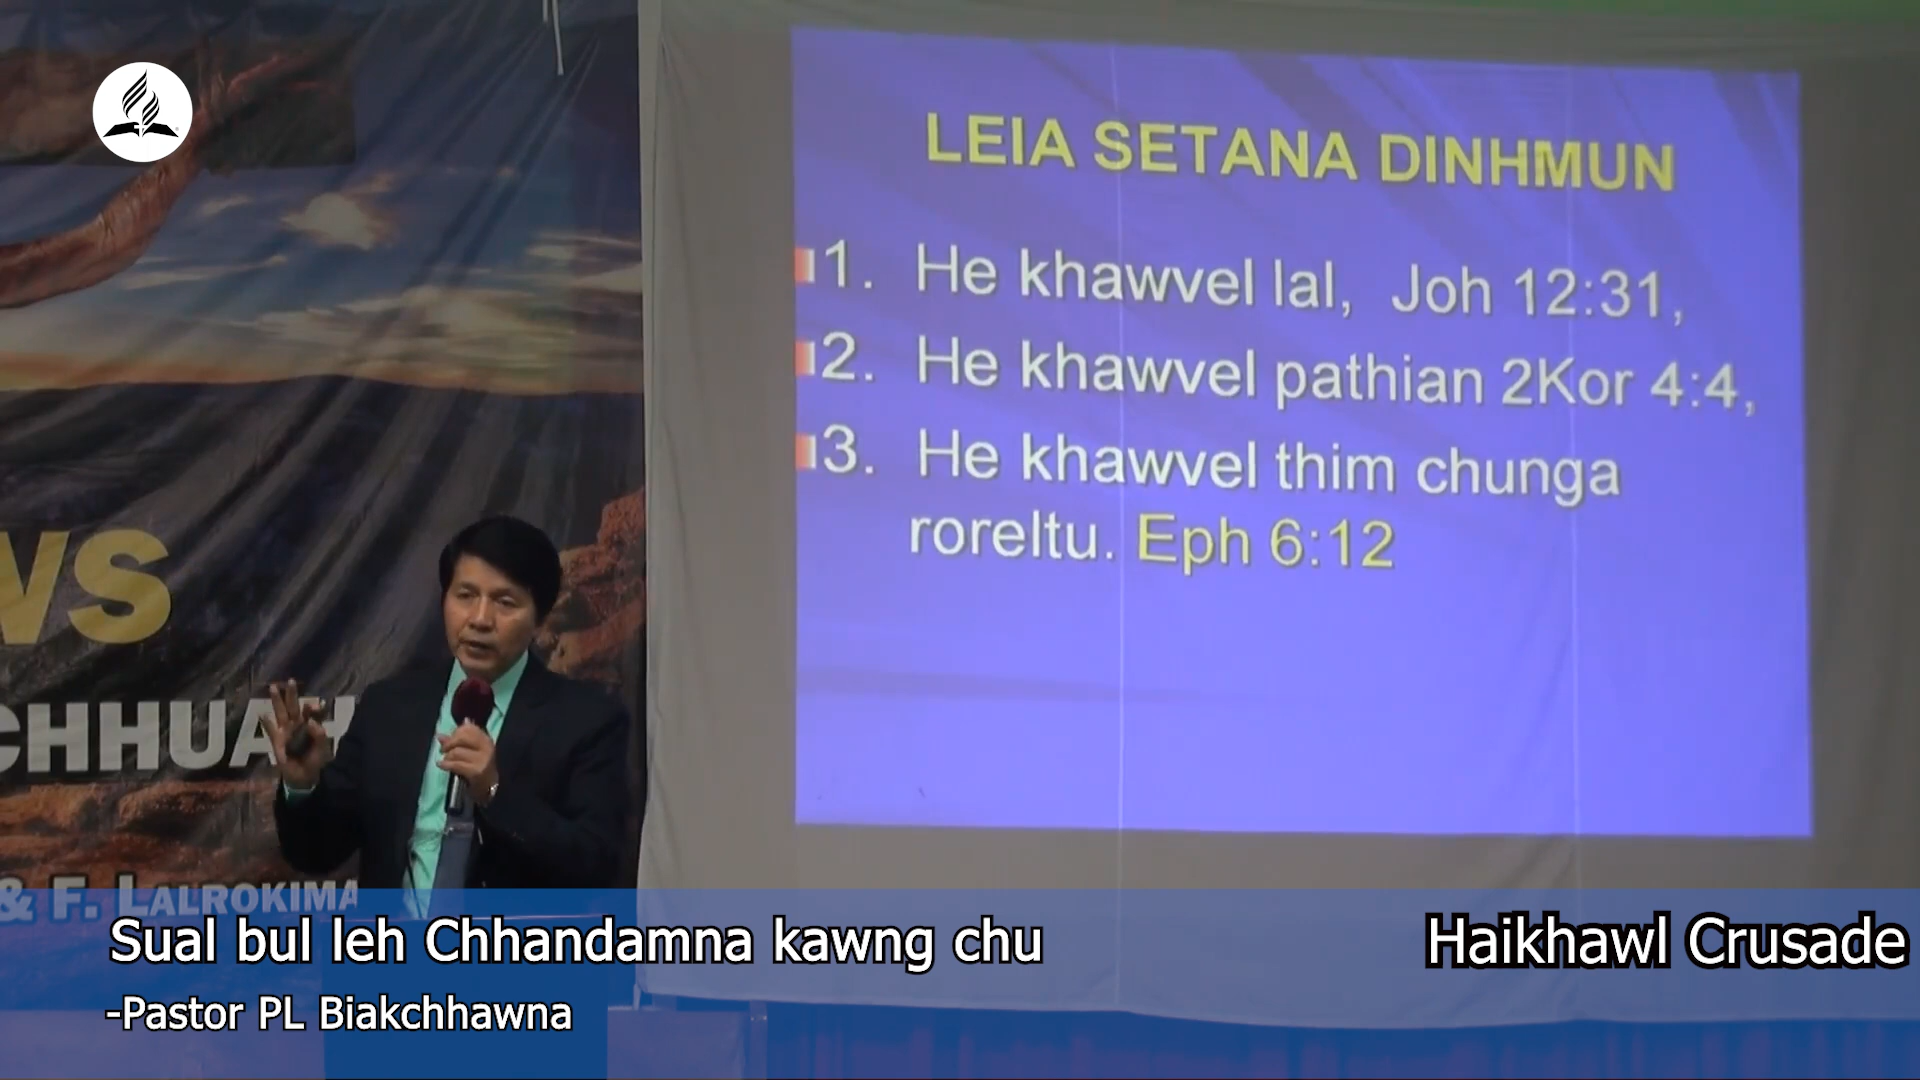 LEIA SETANA DINHMUN
1. He khawvel lal, Joh 12:31,
2. He khawvel pathian 2Kor 4:4,
3. He khawvel thim chunga
roreltu. Eph 6:12
WS
CHHUAH
& F. LALROKIMA
Sual bul leh Chhandamna kawng chu
Haikhawl Crusade
-Pastor PL Biakchhawna